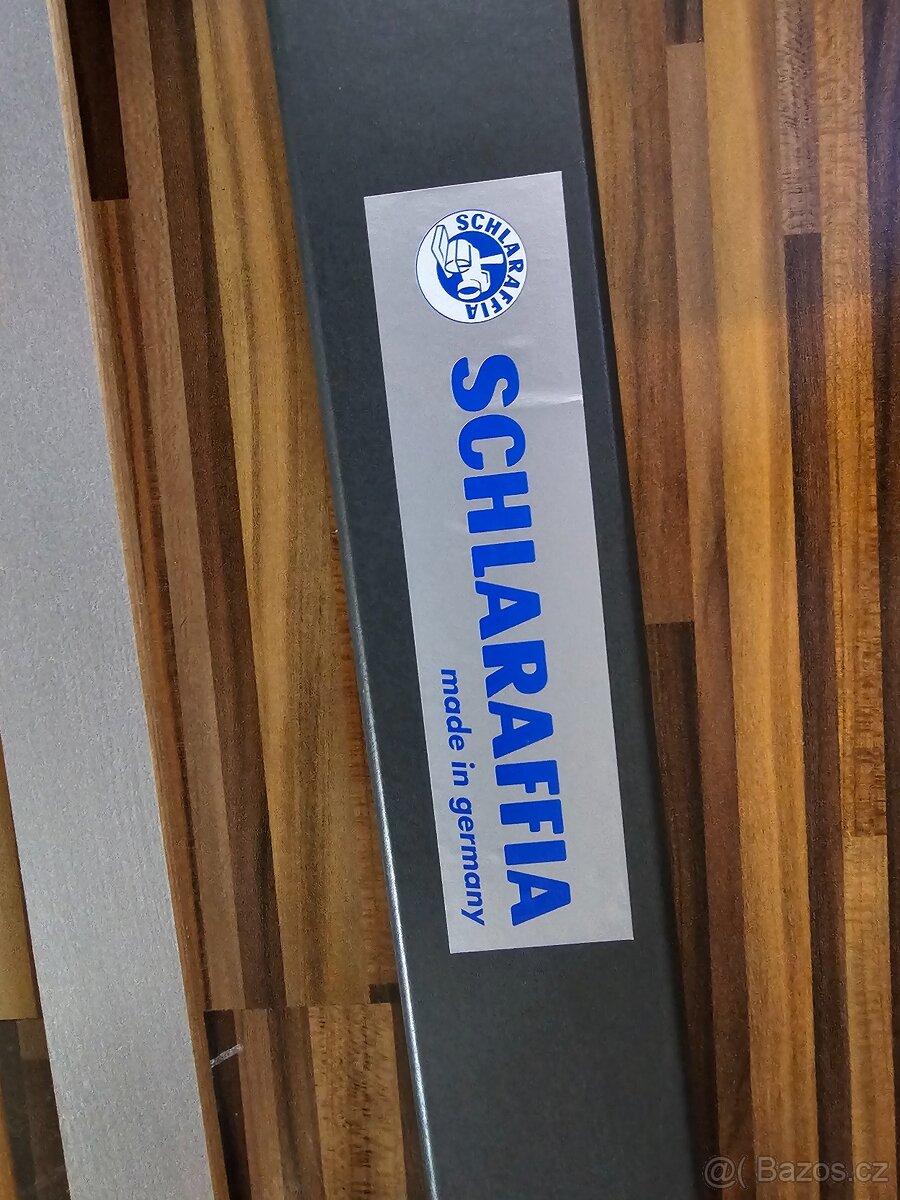 SCHLARAFFIA
SCHLARAFFIA
made in germany
@( Bazos.cz